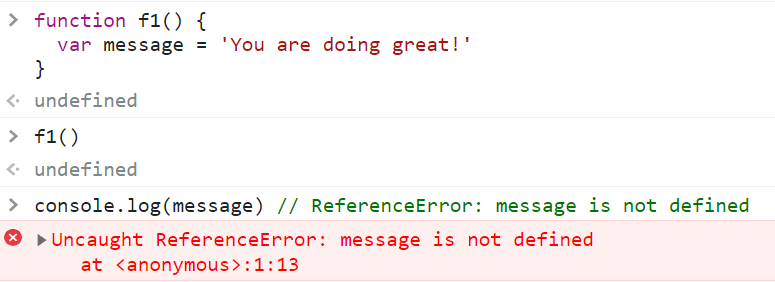 > function f1() {
var message = 'You are doing great!'
}
undefined
> f1()
undefined
> console.log(message) // ReferenceError: message is not defined
Uncaught ReferenceError: message is not defined
at <anonymous>:1:13